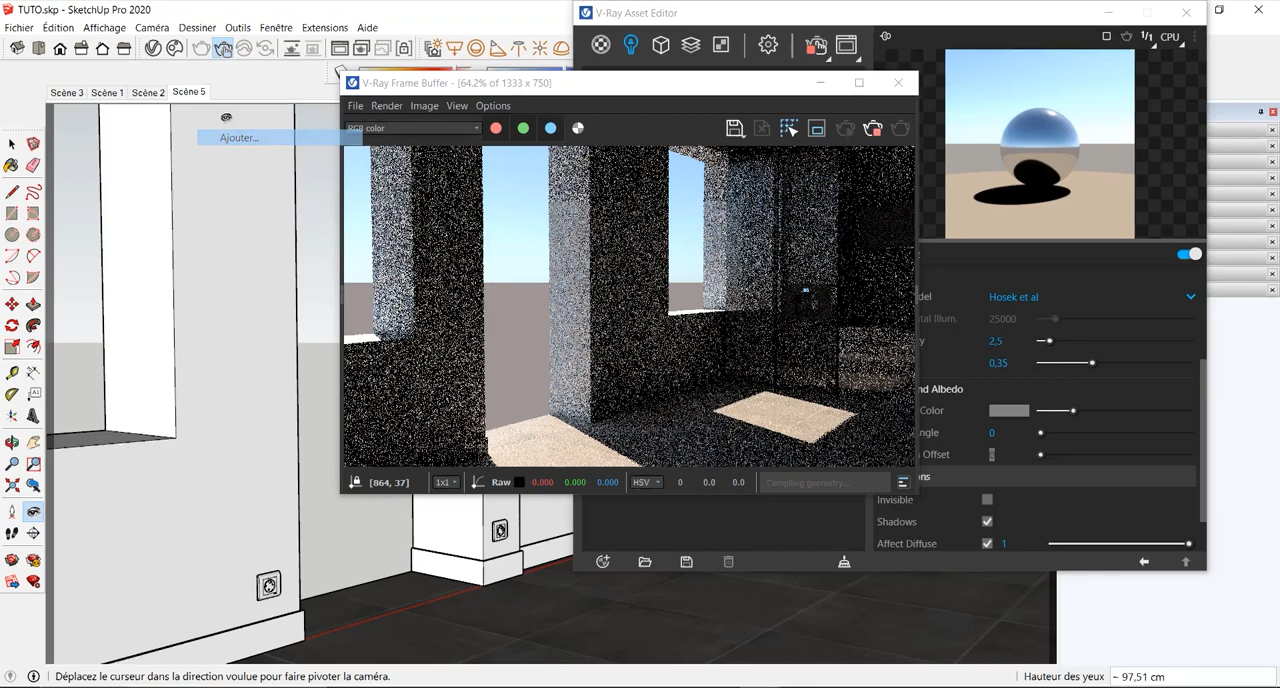 TUTO.skp - SketchUp Pro 2020
Fichier Édition Affichage Caméra Dessiner Outils Fenêtre Extensions Aide
Scène 3 Scène 1 Scène 2 Scène 5
Ajouter...
V-Ray Asset Editor
1/1 CPU
V-Ray Frame Buffer - [64.2% of 1333 x 750]
File Render Image View Options
RGB color
[864, 37] 1x1 Raw 0.000 0.000 0.000 HSV 0 0.0 0.0 Compiling geometry...
del Hosek et al
tal Illum. 25000
y 2,5
0,35
nd Albedo
Color
ngle 0
Offset 0
ons
Invisible
Shadows
Affect Diffuse 1
Déplacez le curseur dans la direction voulue pour faire pivoter la caméra.
Hauteur des yeux ~ 97,51 cm